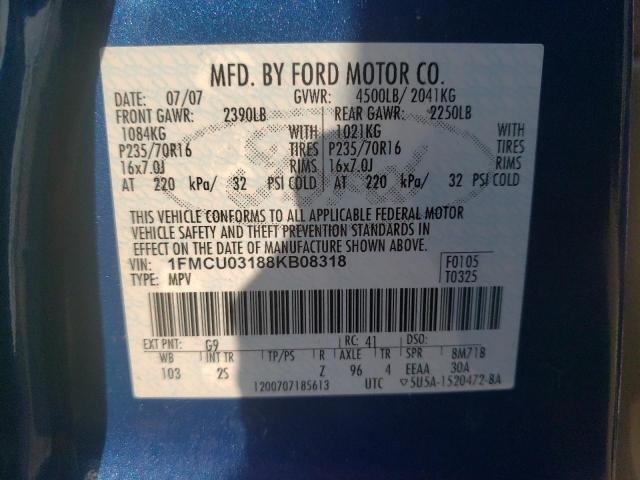 MFD. BY FORD MOTOR CO.
DATE: 07/07 GVWR: 4500LB/ 2041KG
FRONT GAWR: 2390LB REAR GAWR: 2250LB
1084KG WITH 1021KG WITH
P235/70R16 TIRES P235/70R16 TIRES
16x7.0J RIMS 16x7.0J RIMS
AT 220 kPa/ 32 PSI COLD AT 220 kPa/ 32 PSI COLD
THIS VEHICLE CONFORMS TO ALL APPLICABLE FEDERAL MOTOR
VEHICLE SAFETY AND THEFT PREVENTION STANDARDS IN
EFFECT ON THE DATE OF MANUFACTURE SHOWN ABOVE.
VIN: 1FMCU03188KB08318 F0105
TYPE: MPV T0325
EXT PNT: G9 RC: 41 DSO:
WB INT TR TP/PS R AXLE TR SPR 8M718
103 2S Z 96 4 EEAA 30A
1200707185613 UTC ▽5U5A-1520472-BA